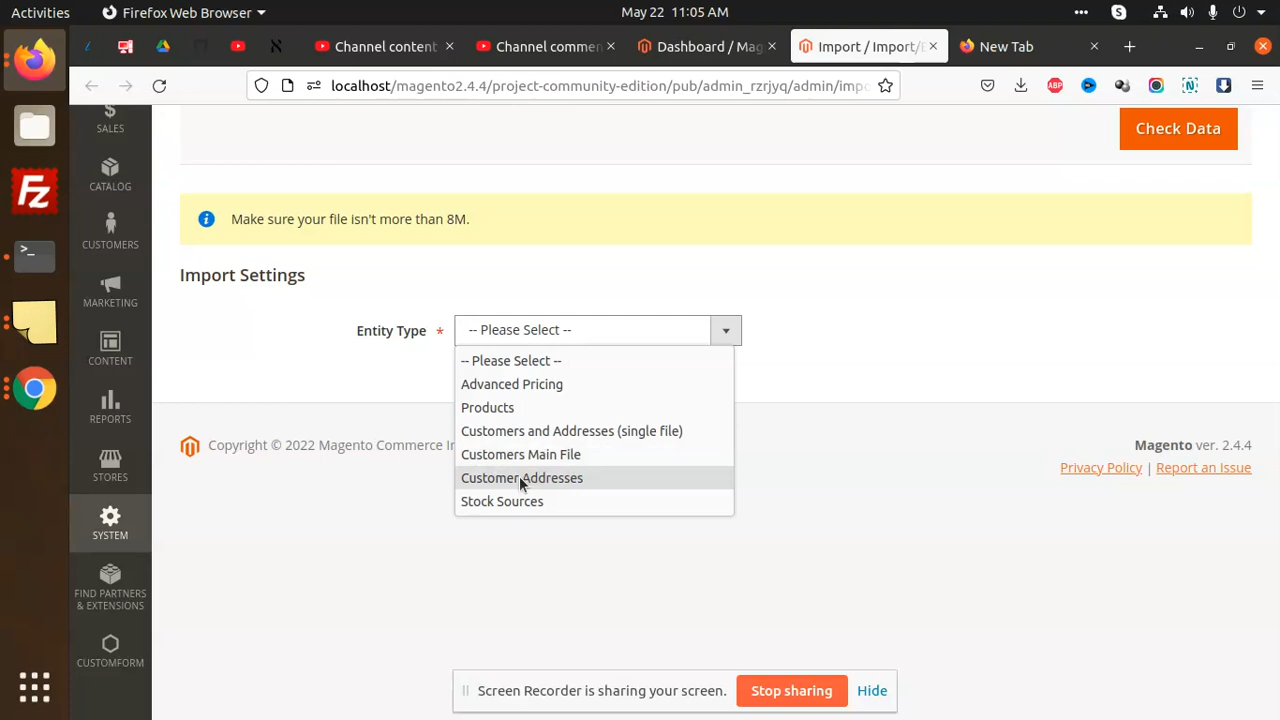 Activities
Firefox Web Browser
May 22 11:05 AM
Channel content
Channel commen
Dashboard / Mag
Import / Import/E
New Tab
localhost/magento2.4.4/project-community-edition/pub/admin_rzrjyq/admin/impo
SALES
CATALOG
CUSTOMERS
MARKETING
CONTENT
REPORTS
STORES
SYSTEM
FIND PARTNERS
& EXTENSIONS
CUSTOMFORM
Check Data
Make sure your file isn't more than 8M.
Import Settings
Entity Type *
-- Please Select --
-- Please Select --
Advanced Pricing
Products
Customers and Addresses (single file)
Customers Main File
Customer Addresses
Stock Sources
Copyright © 2022 Magento Commerce In
Magento ver. 2.4.4
Privacy Policy | Report an Issue
Screen Recorder is sharing your screen.
Stop sharing
Hide